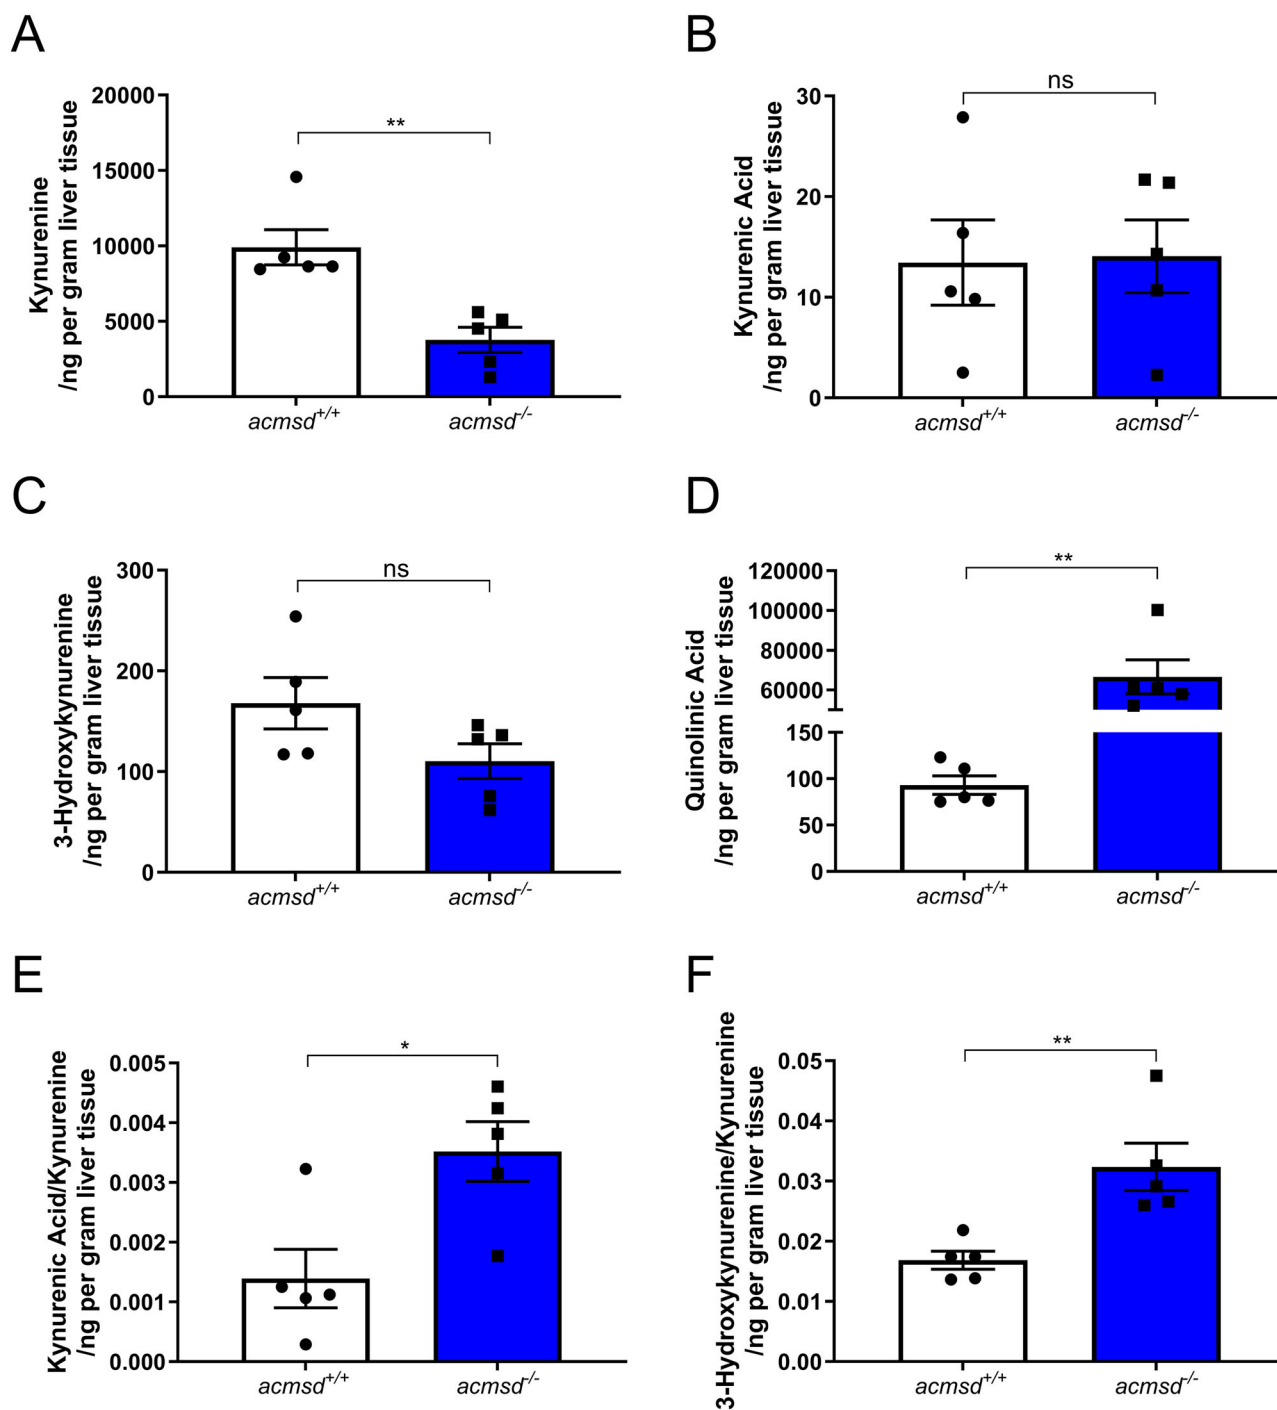 A
Kynurenine
/ng per gram liver tissue
20000
15000
10000
5000
0
**
acmsd+/+
acmsd-/-
B
Kynurenic Acid
/ng per gram liver tissue
30
20
10
0
ns
acmsd+/+
acmsd-/-
C
3-Hydroxykynurenine
/ng per gram liver tissue
300
200
100
0
ns
acmsd+/+
acmsd-/-
D
Quinolinic Acid
/ng per gram liver tissue
120000
100000
80000
60000
150
100
50
0
**
acmsd+/+
acmsd-/-
E
Kynurenic Acid/Kynurenine
/ng per gram liver tissue
0.005
0.004
0.003
0.002
0.001
0.000
*
acmsd+/+
acmsd-/-
F
3-Hydroxykynurenine/Kynurenine
/ng per gram liver tissue
0.05
0.04
0.03
0.02
0.01
0.00
**
acmsd+/+
acmsd-/-